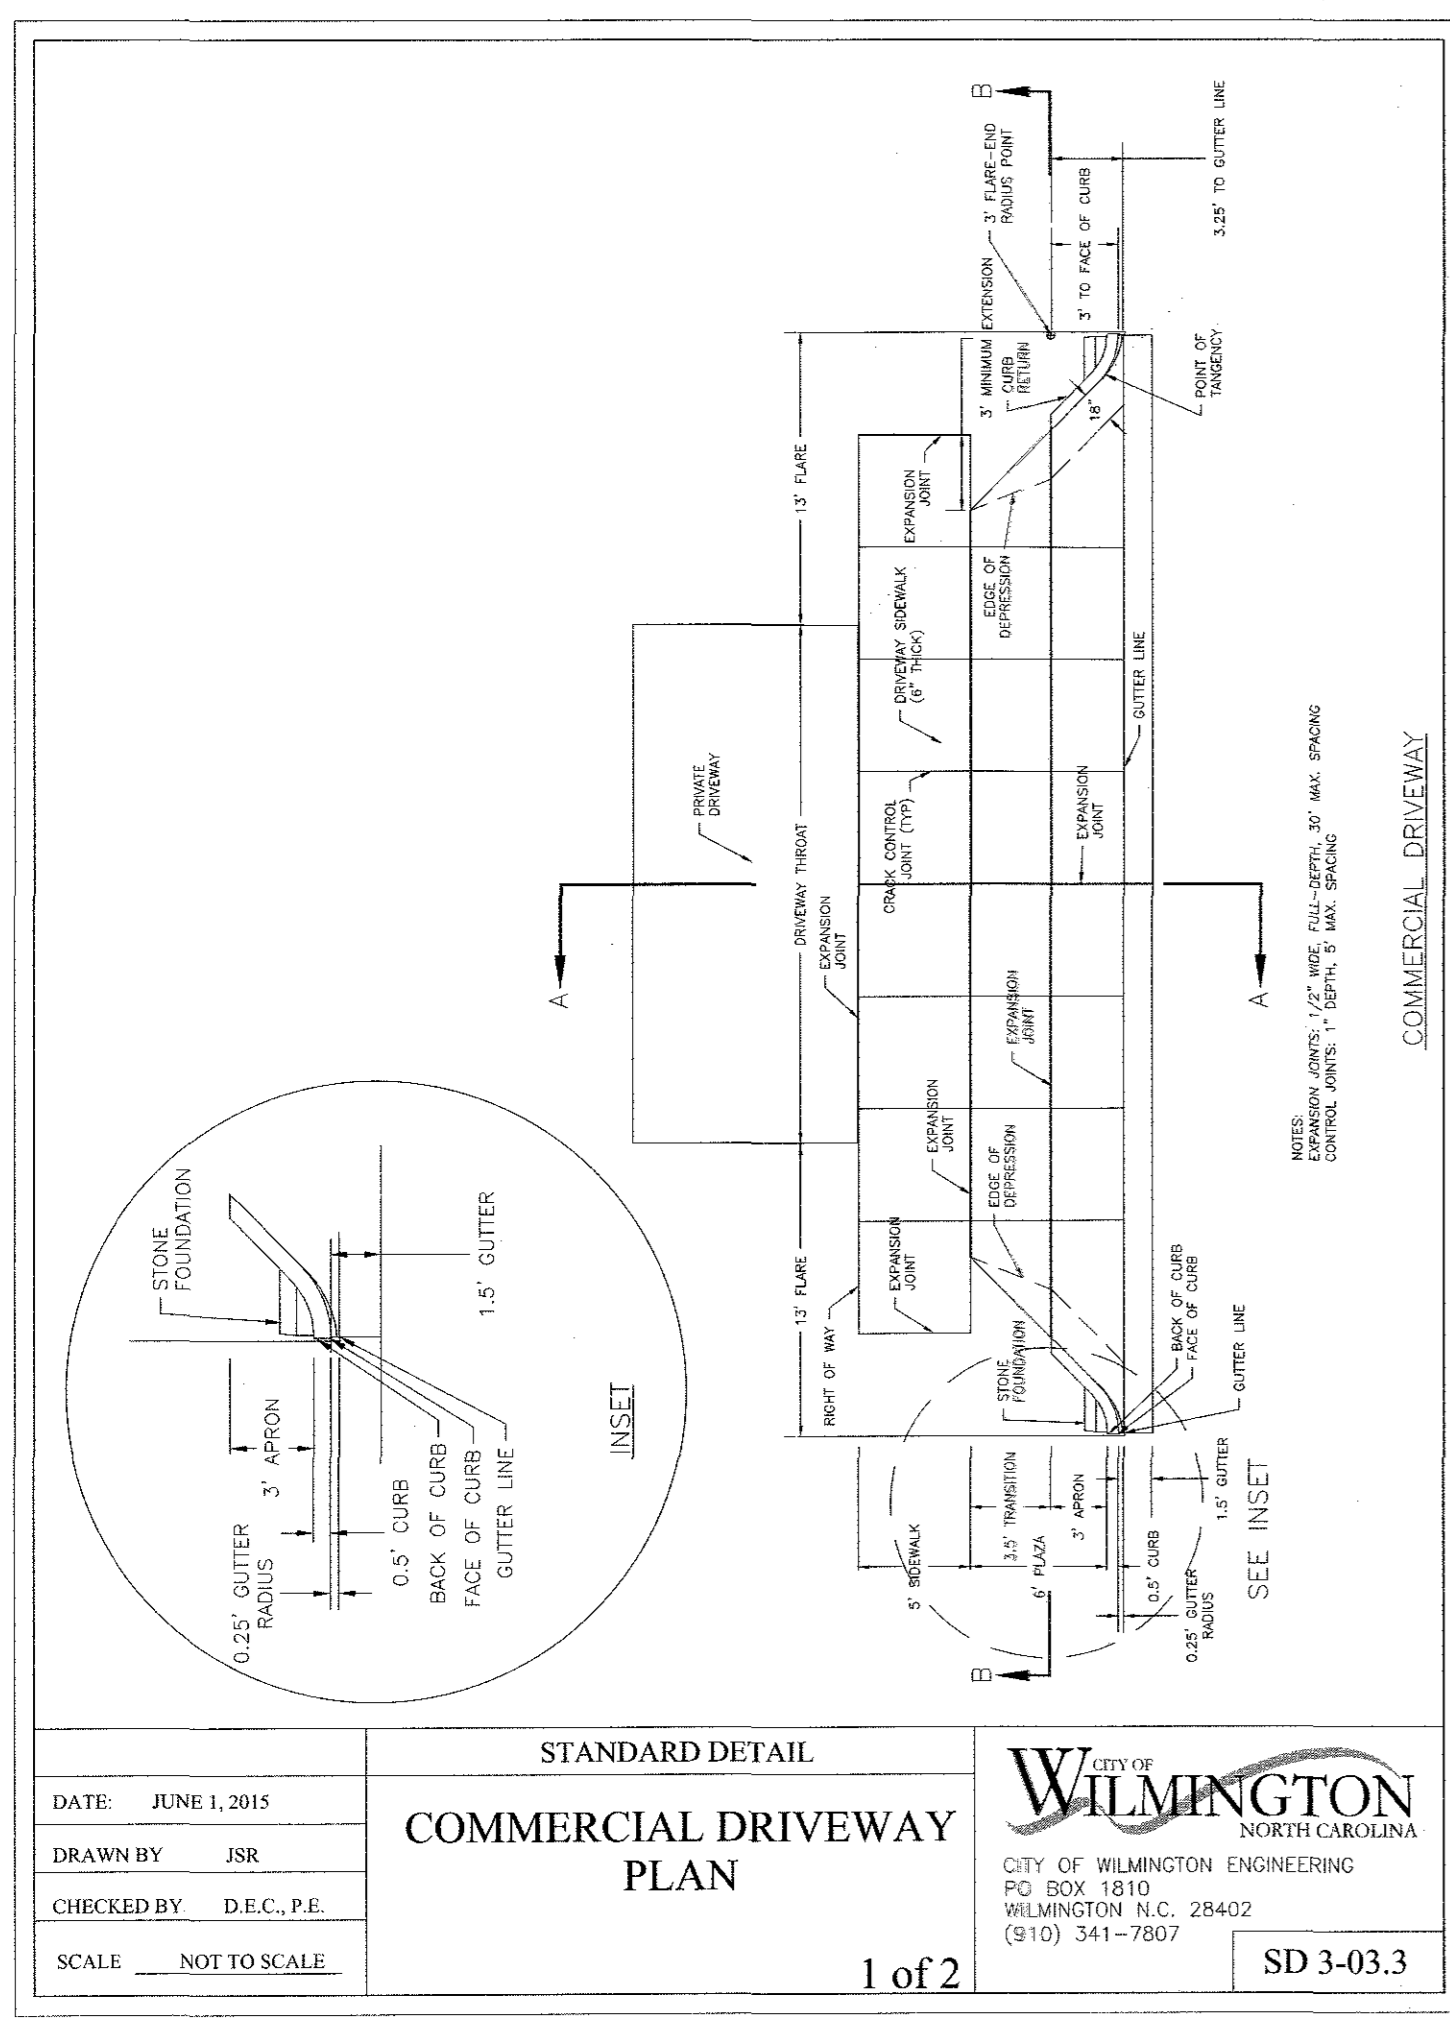 B
3' FLARE-END
RADIUS POINT
3.25' TO GUTTER LINE
3' TO FACE OF CURB
3' MINIMUM EXTENSION
CURB
RETURN
18"
POINT OF
TANGENCY
13' FLARE
EXPANSION
JOINT
EDGE OF
DEPRESSION
DRIVEWAY SIDEWALK
(6" THICK)
GUTTER LINE
PRIVATE
DRIVEWAY
DRIVEWAY THROAT
CRACK CONTROL
JOINT (TYP)
EXPANSION
JOINT
EXPANSION
JOINT
A
A
EXPANSION
JOINT
EXPANSION
JOINT
EDGE OF
DEPRESSION
EXPANSION
JOINT
13' FLARE
RIGHT OF WAY
STONE
FOUNDATION
BACK OF CURB
FACE OF CURB
GUTTER LINE
5' SIDEWALK
3.5' TRANSITION
6' PLAZA
3' APRON
0.5' CURB
1.5' GUTTER
0.25' GUTTER
RADIUS
SEE INSET
B
NOTES:
EXPANSION JOINTS: 1/2" WIDE, FULL-DEPTH, 30' MAX. SPACING
CONTROL JOINTS: 1" DEPTH, 5' MAX. SPACING
COMMERCIAL DRIVEWAY
STONE
FOUNDATION
1.5' GUTTER
3' APRON
0.25' GUTTER
RADIUS
0.5' CURB
BACK OF CURB
FACE OF CURB
GUTTER LINE
INSET
STANDARD DETAIL
DATE: JUNE 1, 2015
DRAWN BY JSR
CHECKED BY D.E.C., P.E.
SCALE NOT TO SCALE
COMMERCIAL DRIVEWAY
PLAN
1 of 2
CITY OF
WILMINGTON
NORTH CAROLINA
CITY OF WILMINGTON ENGINEERING
PO BOX 1810
WILMINGTON N.C. 28402
(910) 341-7807
SD 3-03.3